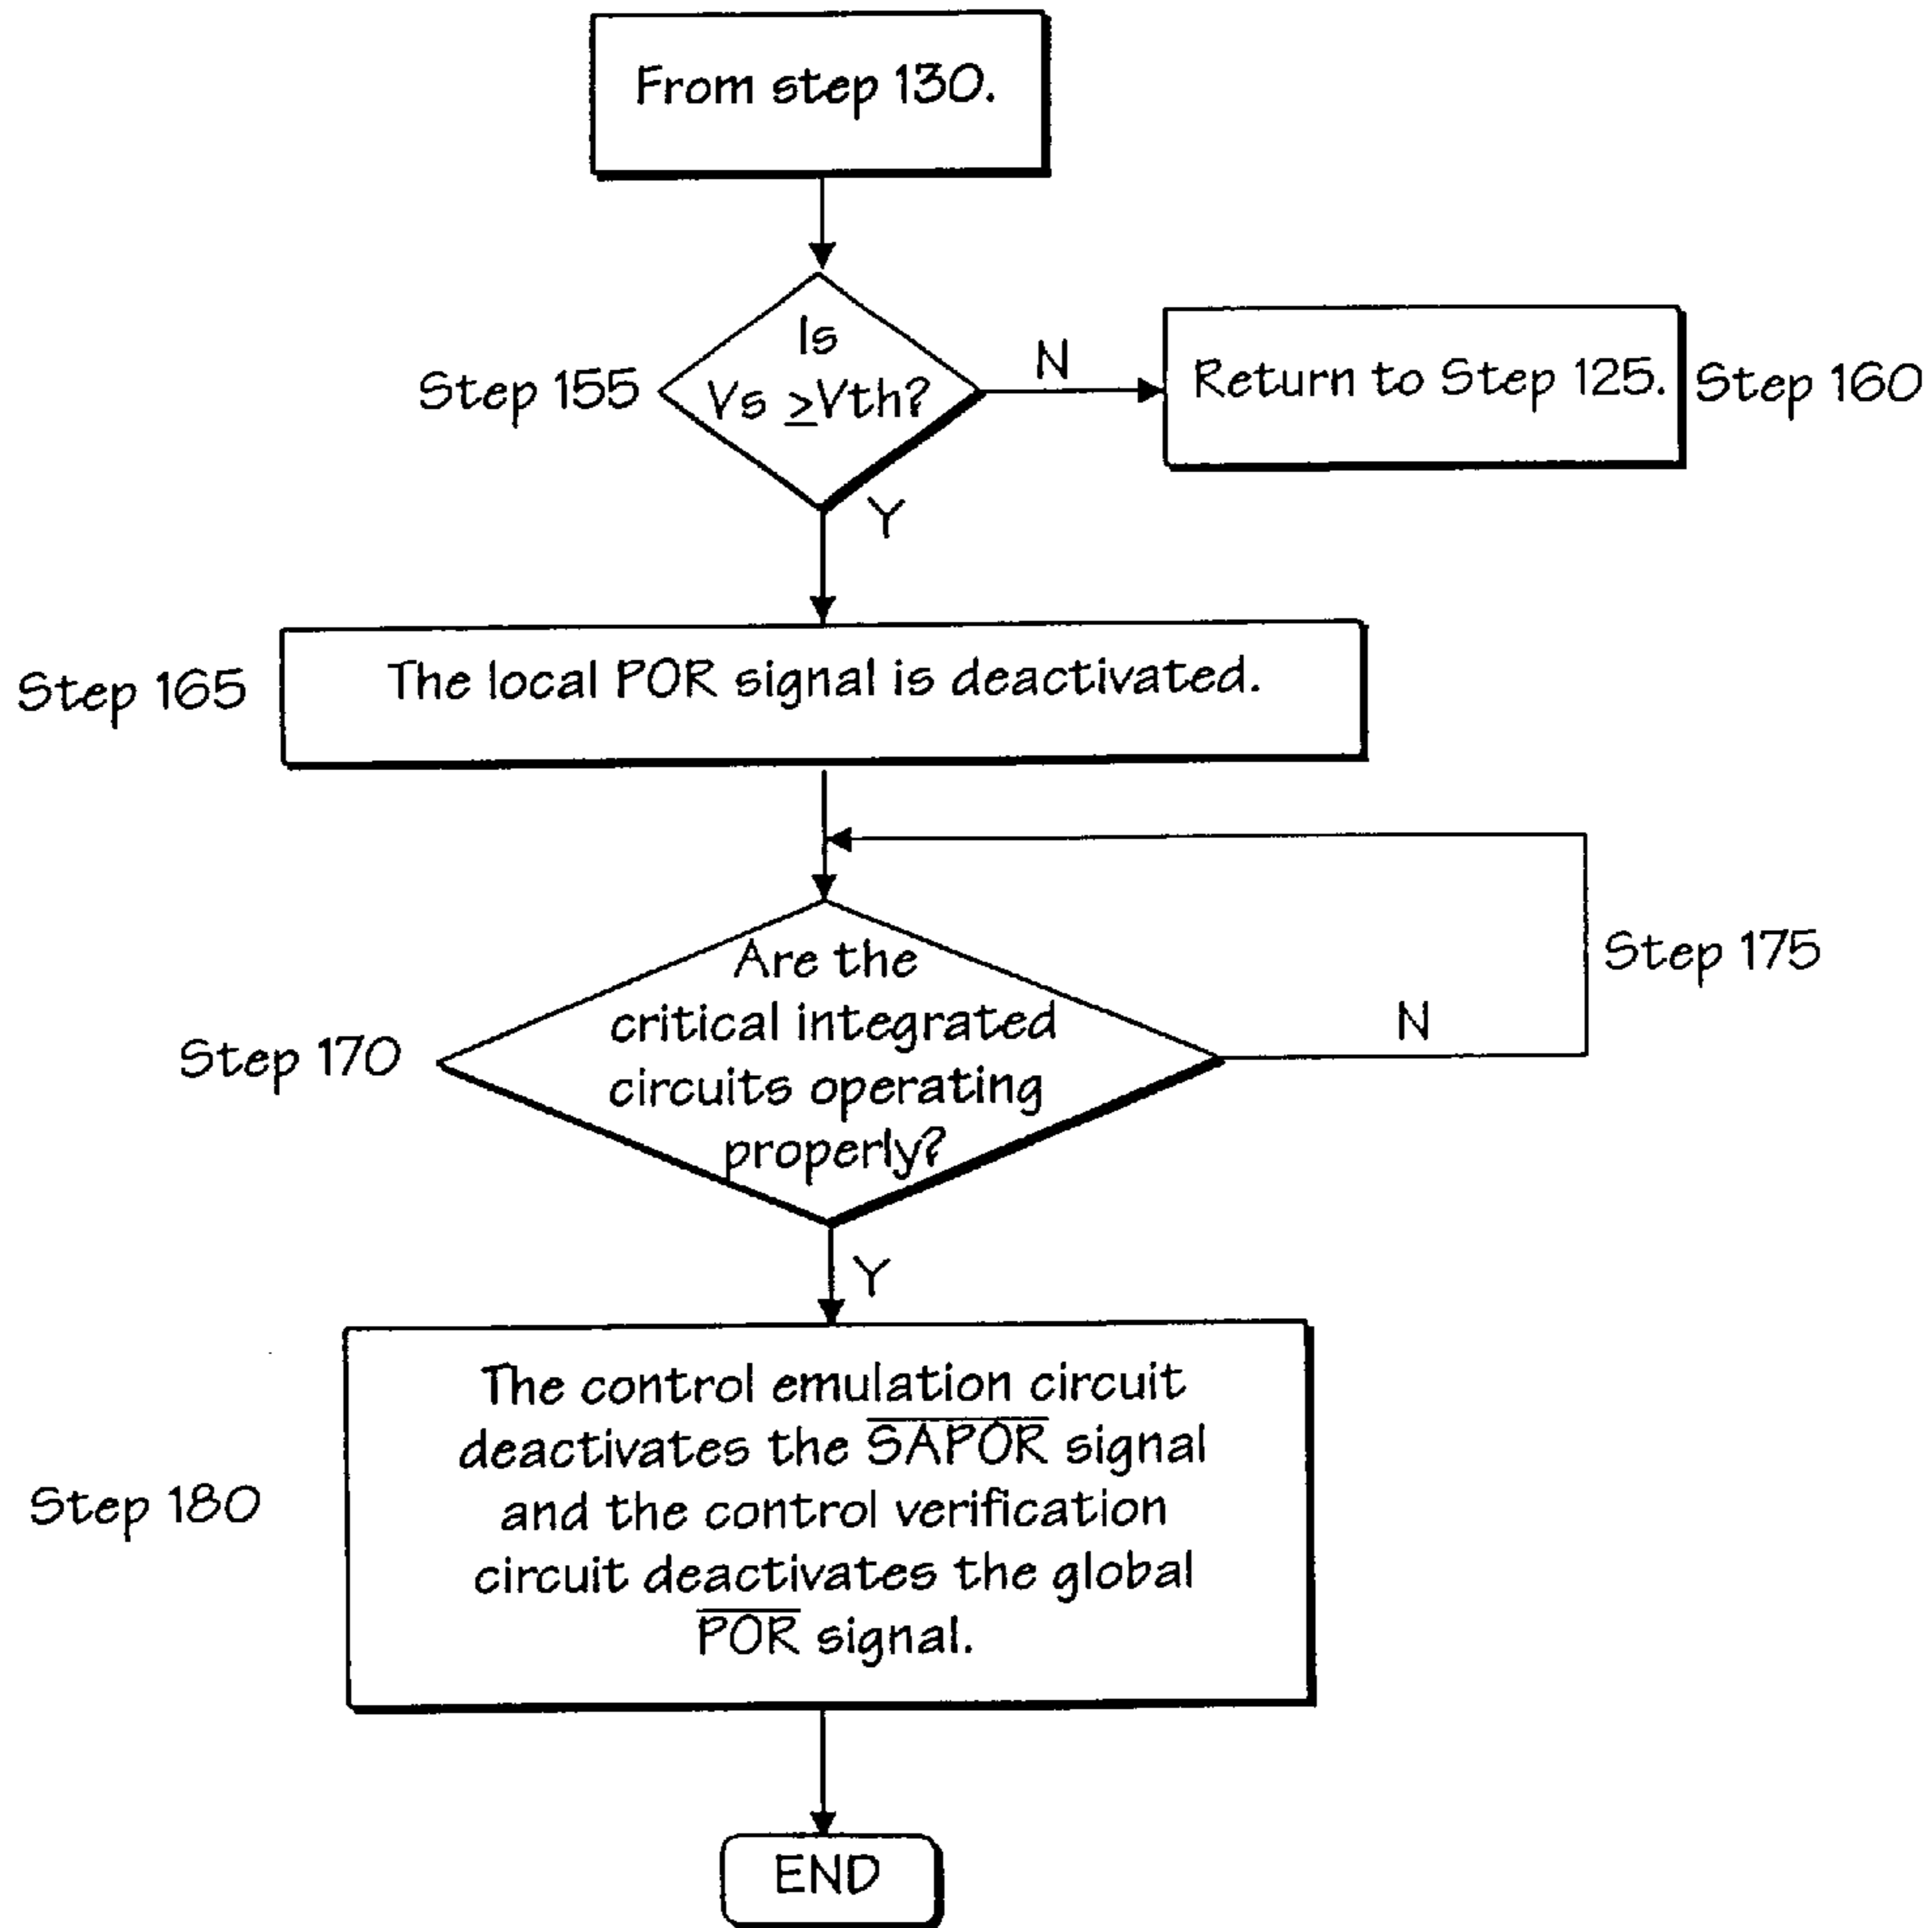 From step 130.
Is
Step 155
Vs ≥Vth?
N
Return to Step 125.
Step 160
Y
Step 165
The local POR signal is deactivated.
Are the
critical integrated
circuits operating
properly?
Step 170
N
Step 175
Y
The control emulation circuit
deactivates the S̅A̅P̅O̅R̅ signal
and the control verification
circuit deactivates the global
P̅O̅R̅ signal.
Step 180
END